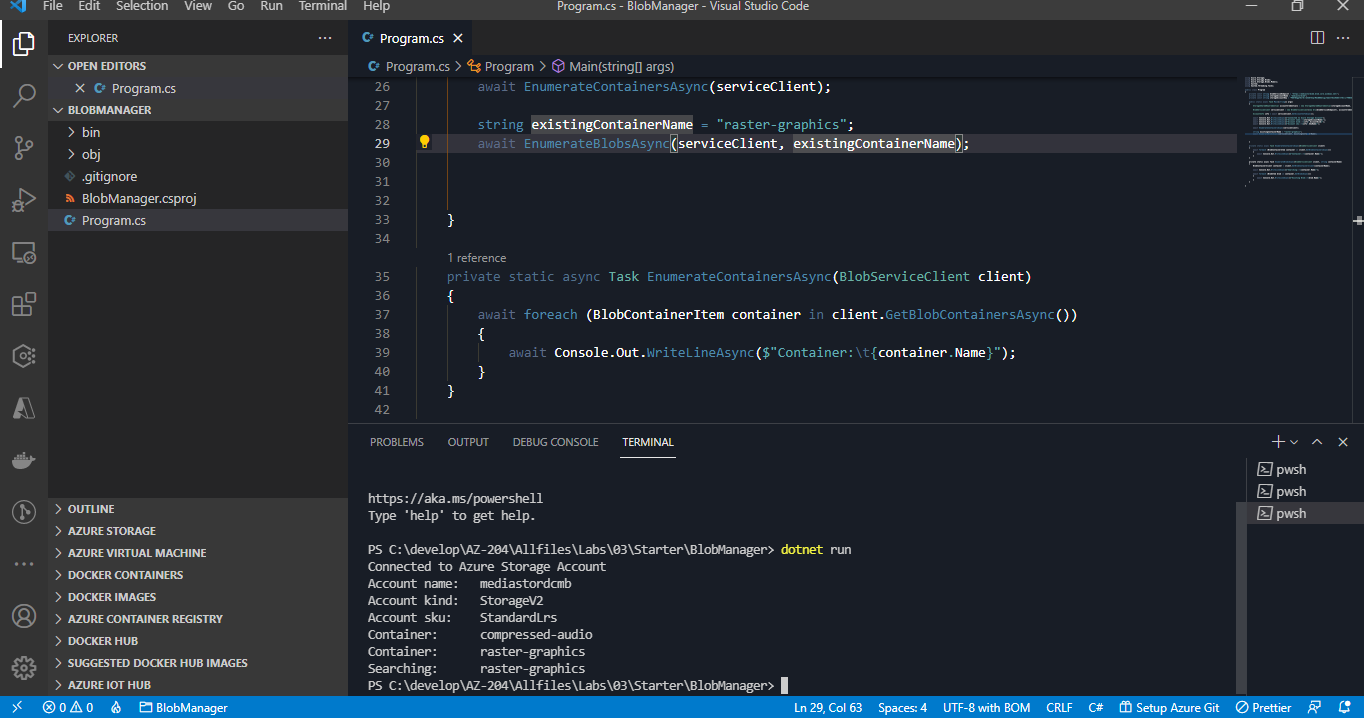 File Edit Selection View Go Run Terminal Help Program.cs - BlobManager - Visual Studio Code
EXPLORER
OPEN EDITORS
Program.cs
BLOBMANAGER
bin
obj
.gitignore
BlobManager.csproj
Program.cs
OUTLINE
AZURE STORAGE
AZURE VIRTUAL MACHINE
DOCKER CONTAINERS
DOCKER IMAGES
AZURE CONTAINER REGISTRY
DOCKER HUB
SUGGESTED DOCKER HUB IMAGES
AZURE IOT HUB
Program.cs
Program.cs > Program > Main(string[] args)
26 await EnumerateContainersAsync(serviceClient);
27
28 string existingContainerName = "raster-graphics";
29 await EnumerateBlobsAsync(serviceClient, existingContainerName);
30
31
32
33 }
34
1 reference
35 private static async Task EnumerateContainersAsync(BlobServiceClient client)
36 {
37 await foreach (BlobContainerItem container in client.GetBlobContainersAsync())
38 {
39 await Console.Out.WriteLineAsync($"Container:\t{container.Name}");
40 }
41 }
42
PROBLEMS OUTPUT DEBUG CONSOLE TERMINAL
https://aka.ms/powershell
Type 'help' to get help.
PS C:\develop\AZ-204\Allfiles\Labs\03\Starter\BlobManager> dotnet run
Connected to Azure Storage Account
Account name: mediastordcmb
Account kind: StorageV2
Account sku: StandardLrs
Container: compressed-audio
Container: raster-graphics
Searching: raster-graphics
PS C:\develop\AZ-204\Allfiles\Labs\03\Starter\BlobManager>
pwsh
pwsh
pwsh
0 0 BlobManager Ln 29, Col 63 Spaces: 4 UTF-8 with BOM CRLF C# Setup Azure Git Prettier